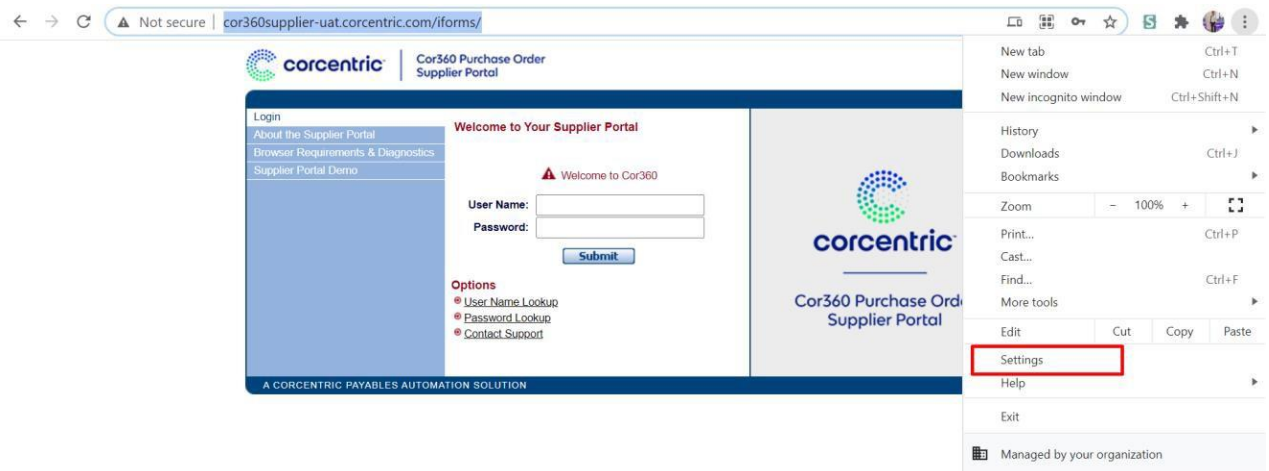 Not secure | cor360supplier-uat.corcentric.com/iforms/
corcentric
Cor360 Purchase Order
Supplier Portal
Login
About the Supplier Portal
Browser Requirements & Diagnostics
Supplier Portal Demo
Welcome to Your Supplier Portal
Welcome to Cor360
User Name:
Password:
Submit
Options
User Name Lookup
Password Lookup
Contact Support
corcentric
Cor360 Purchase Orde
Supplier Portal
A CORCENTRIC PAYABLES AUTOMATION SOLUTION
New tab Ctrl+T
New window Ctrl+N
New incognito window Ctrl+Shift+N
History
Downloads Ctrl+J
Bookmarks
Zoom - 100% +
Print... Ctrl+P
Cast...
Find... Ctrl+F
More tools
Edit Cut Copy Paste
Settings
Help
Exit
Managed by your organization